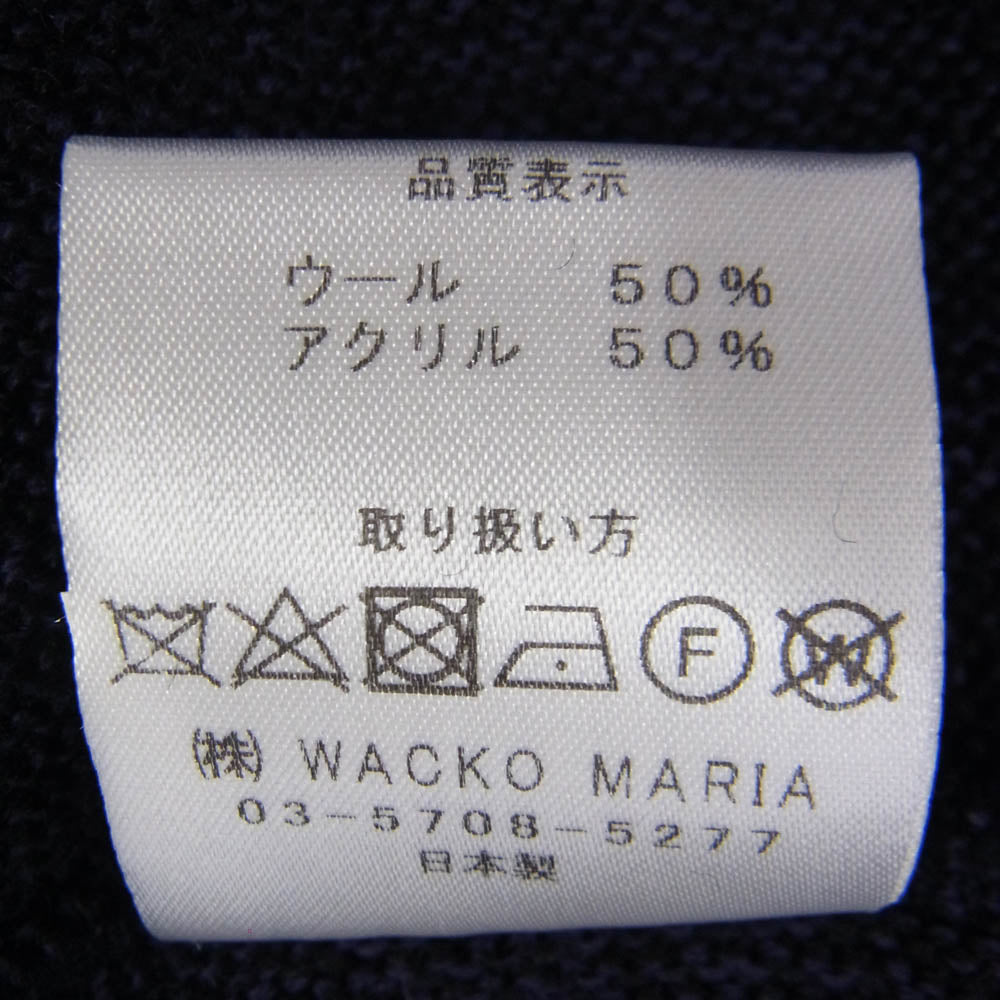 品質表示
ウール 50%
アクリル 50%
取り扱い方
F W
㈱ WACKO MARIA
03-5708-5277
日本製